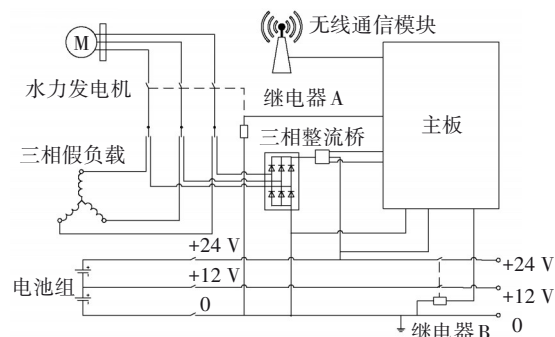 M
无线通信模块
水力发电机
继电器A
主板
三相整流桥
三相假负载
+24 V
+24 V
+12 V
+12 V
电池组
0
0
继电器B